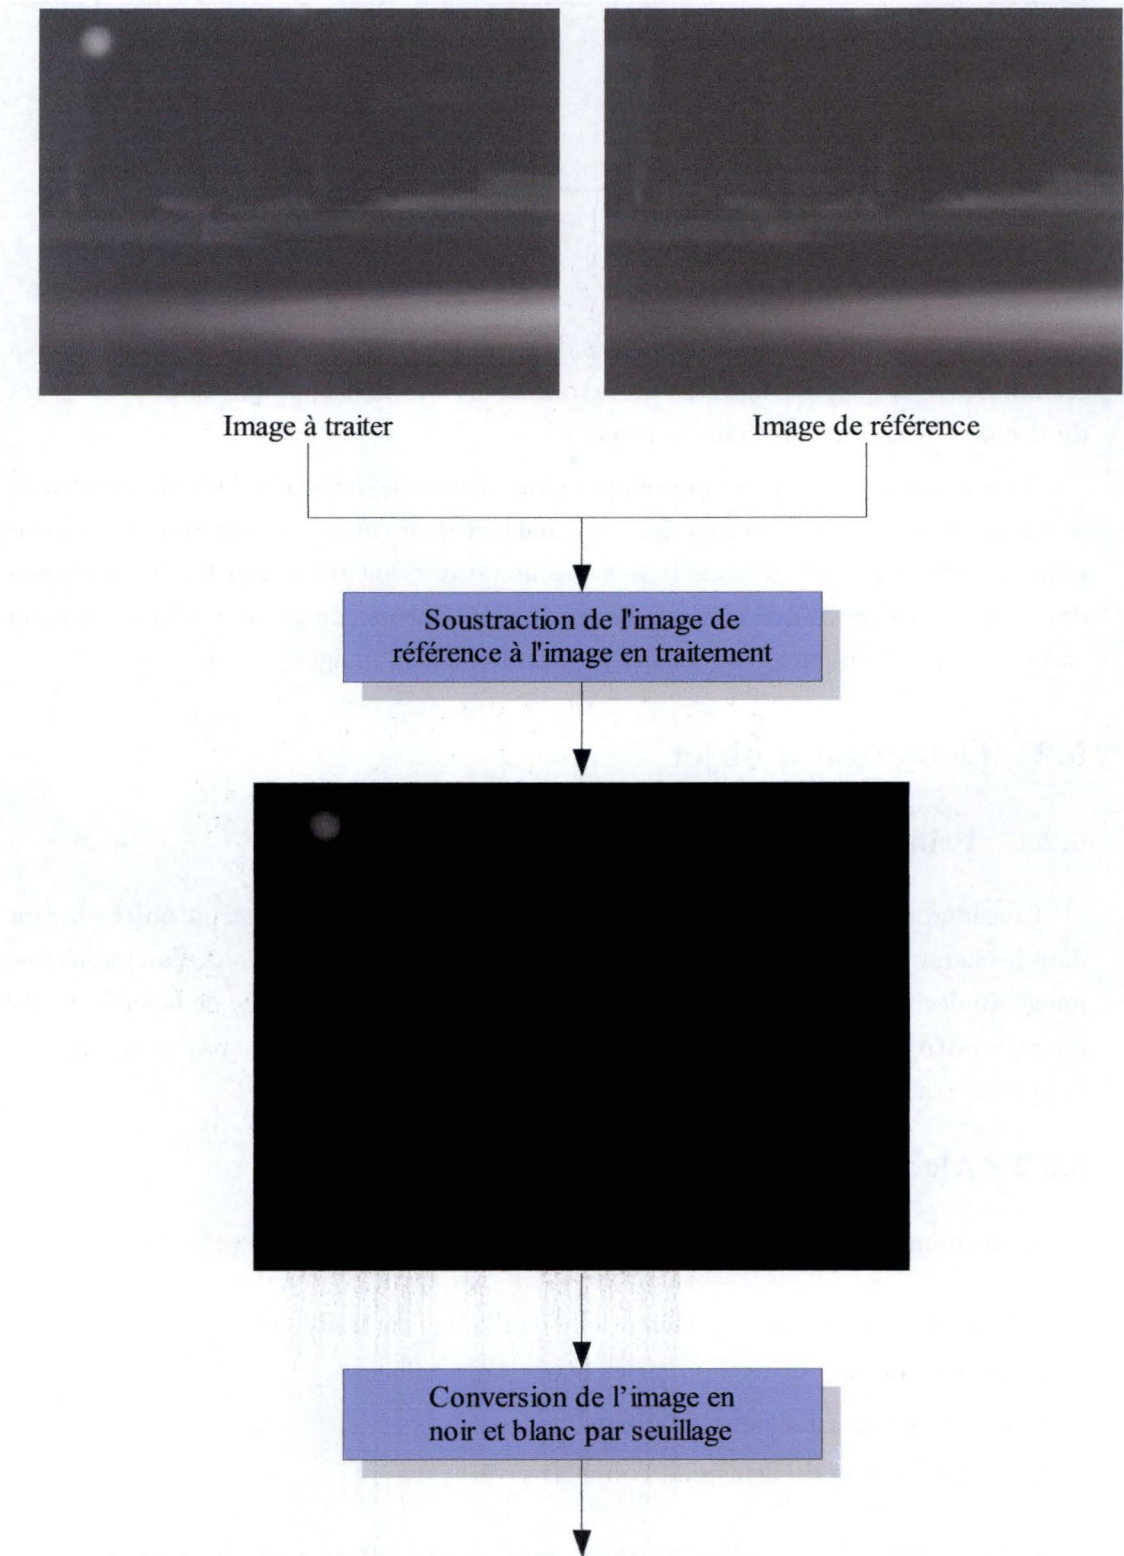 Image à traiter
Image de référence
Soustraction de l'image de
référence à l'image en traitement
Conversion de l’image en
noir et blanc par seuillage